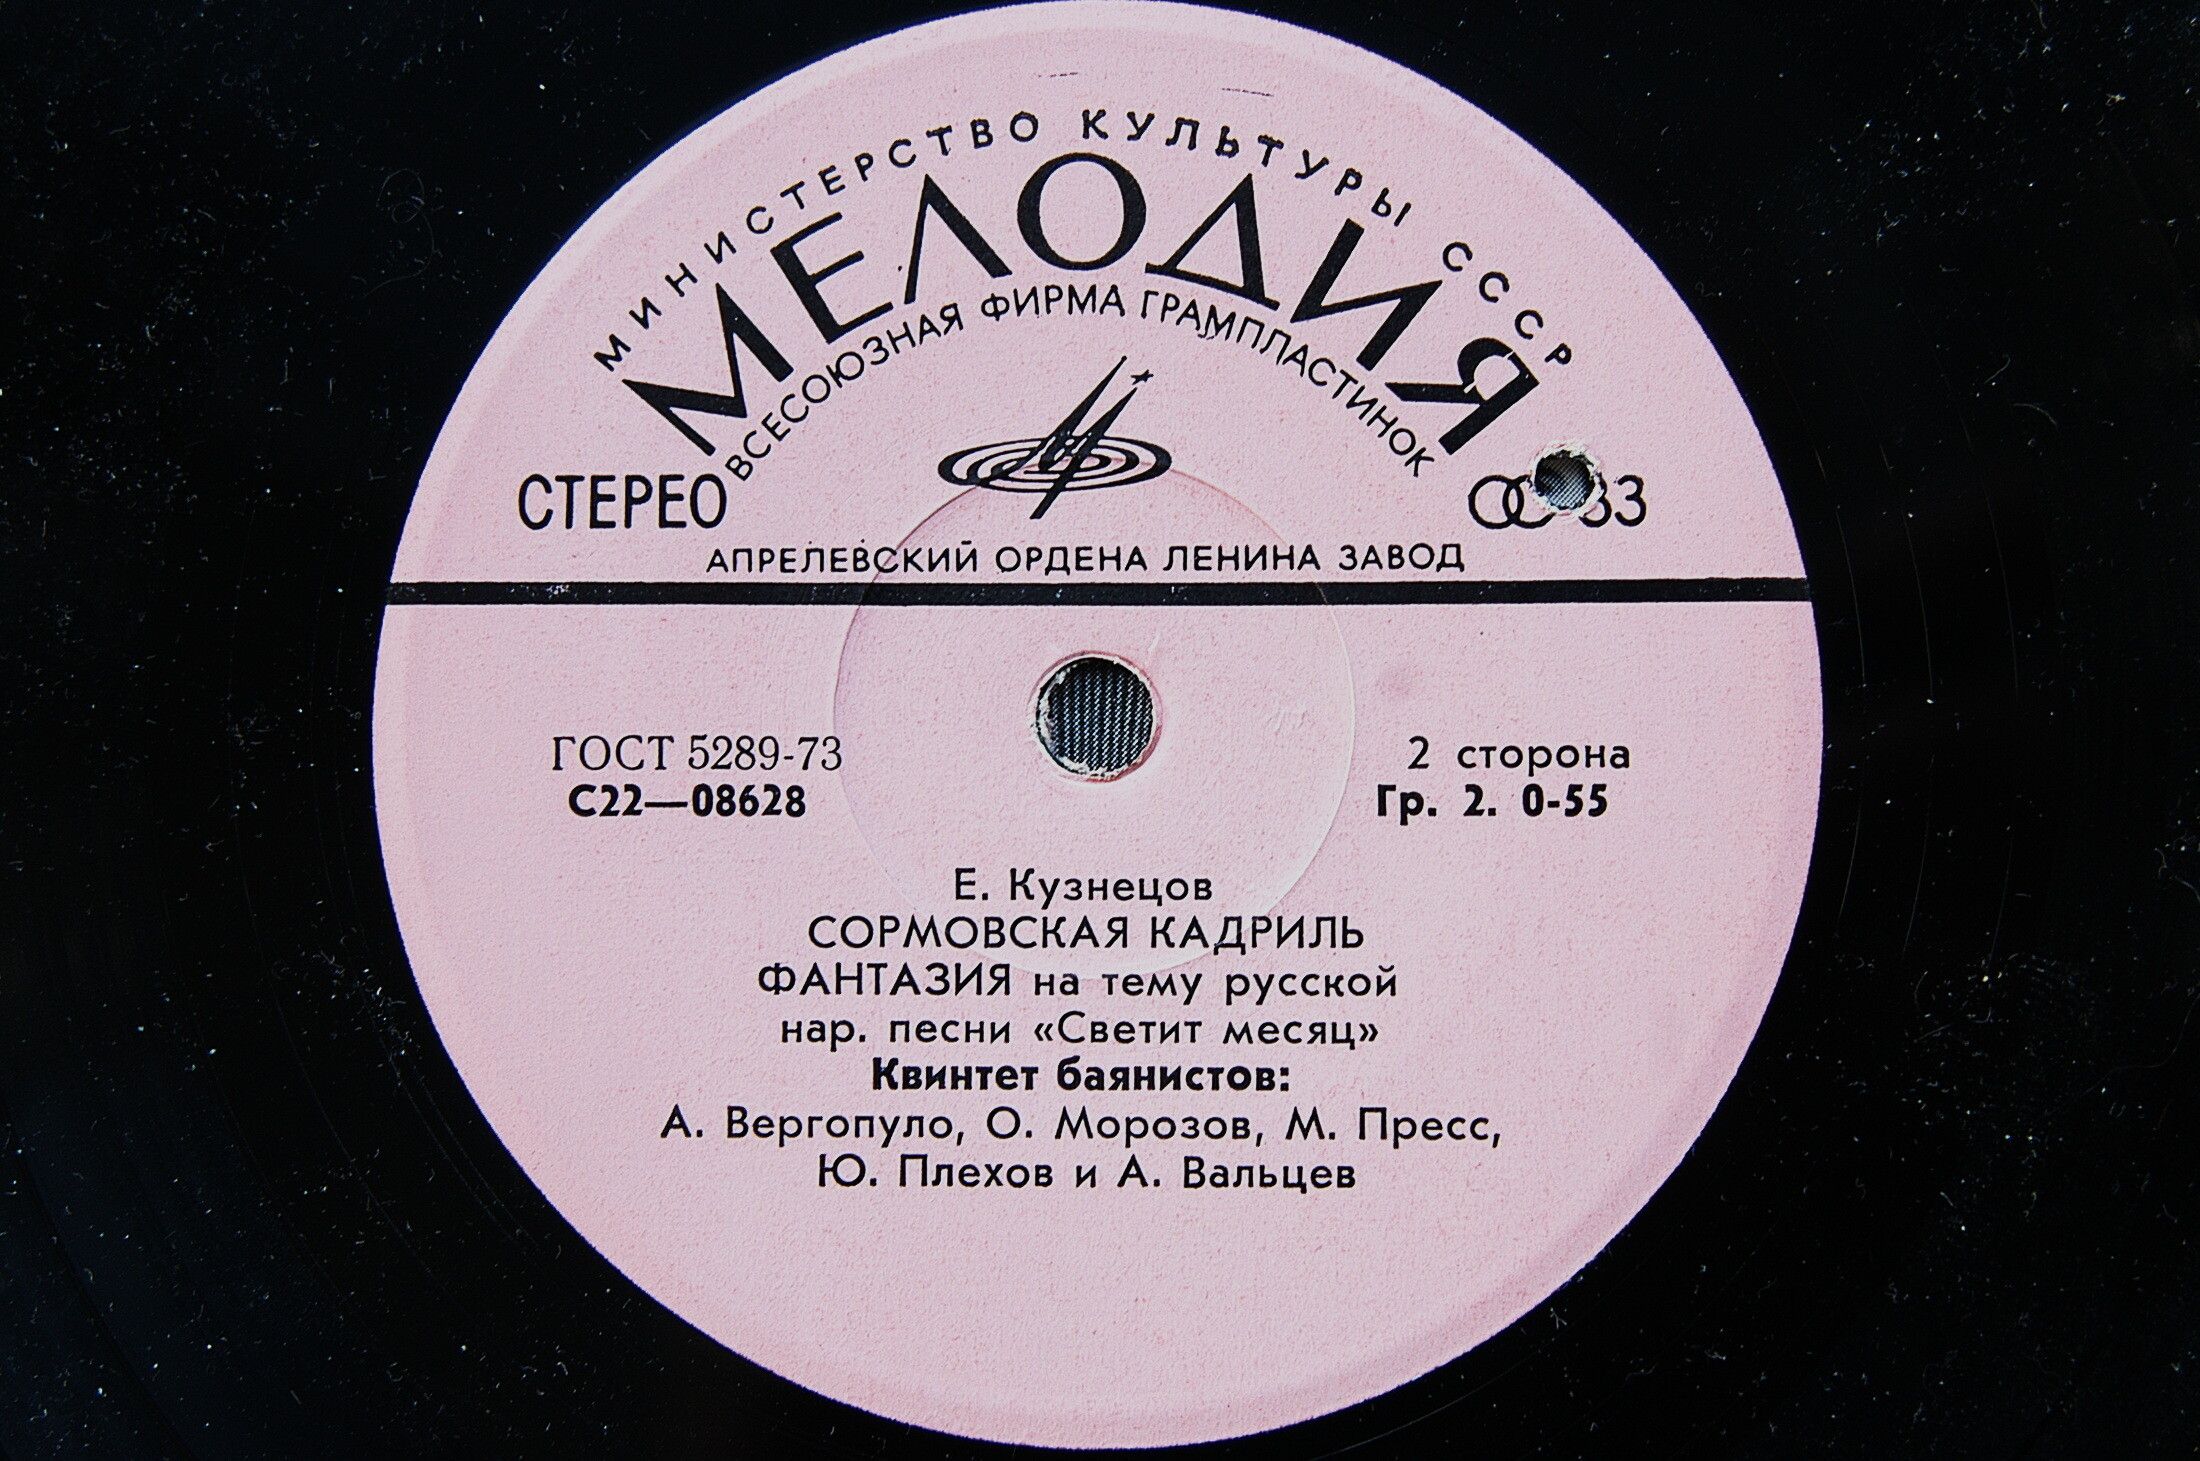 МИНИСТЕРСТВО КУЛЬТУРЫ СССР
МЕЛОДИЯ
ВСЕСОЮЗНАЯ ФИРМА ГРАМПЛАСТИНОК
СТЕРЕО 33
АПРЕЛЕВСКИЙ ОРДЕНА ЛЕНИНА ЗАВОД
ГОСТ 5289-73 2 сторона
С22—08628 Гр. 2. 0-55
Е. Кузнецов
СОРМОВСКАЯ КАДРИЛЬ
ФАНТАЗИЯ на тему русской
нар. песни «Светит месяц»
Квинтет баянистов:
А. Вергопуло, О. Морозов, М. Пресс,
Ю. Плехов и А. Вальцев